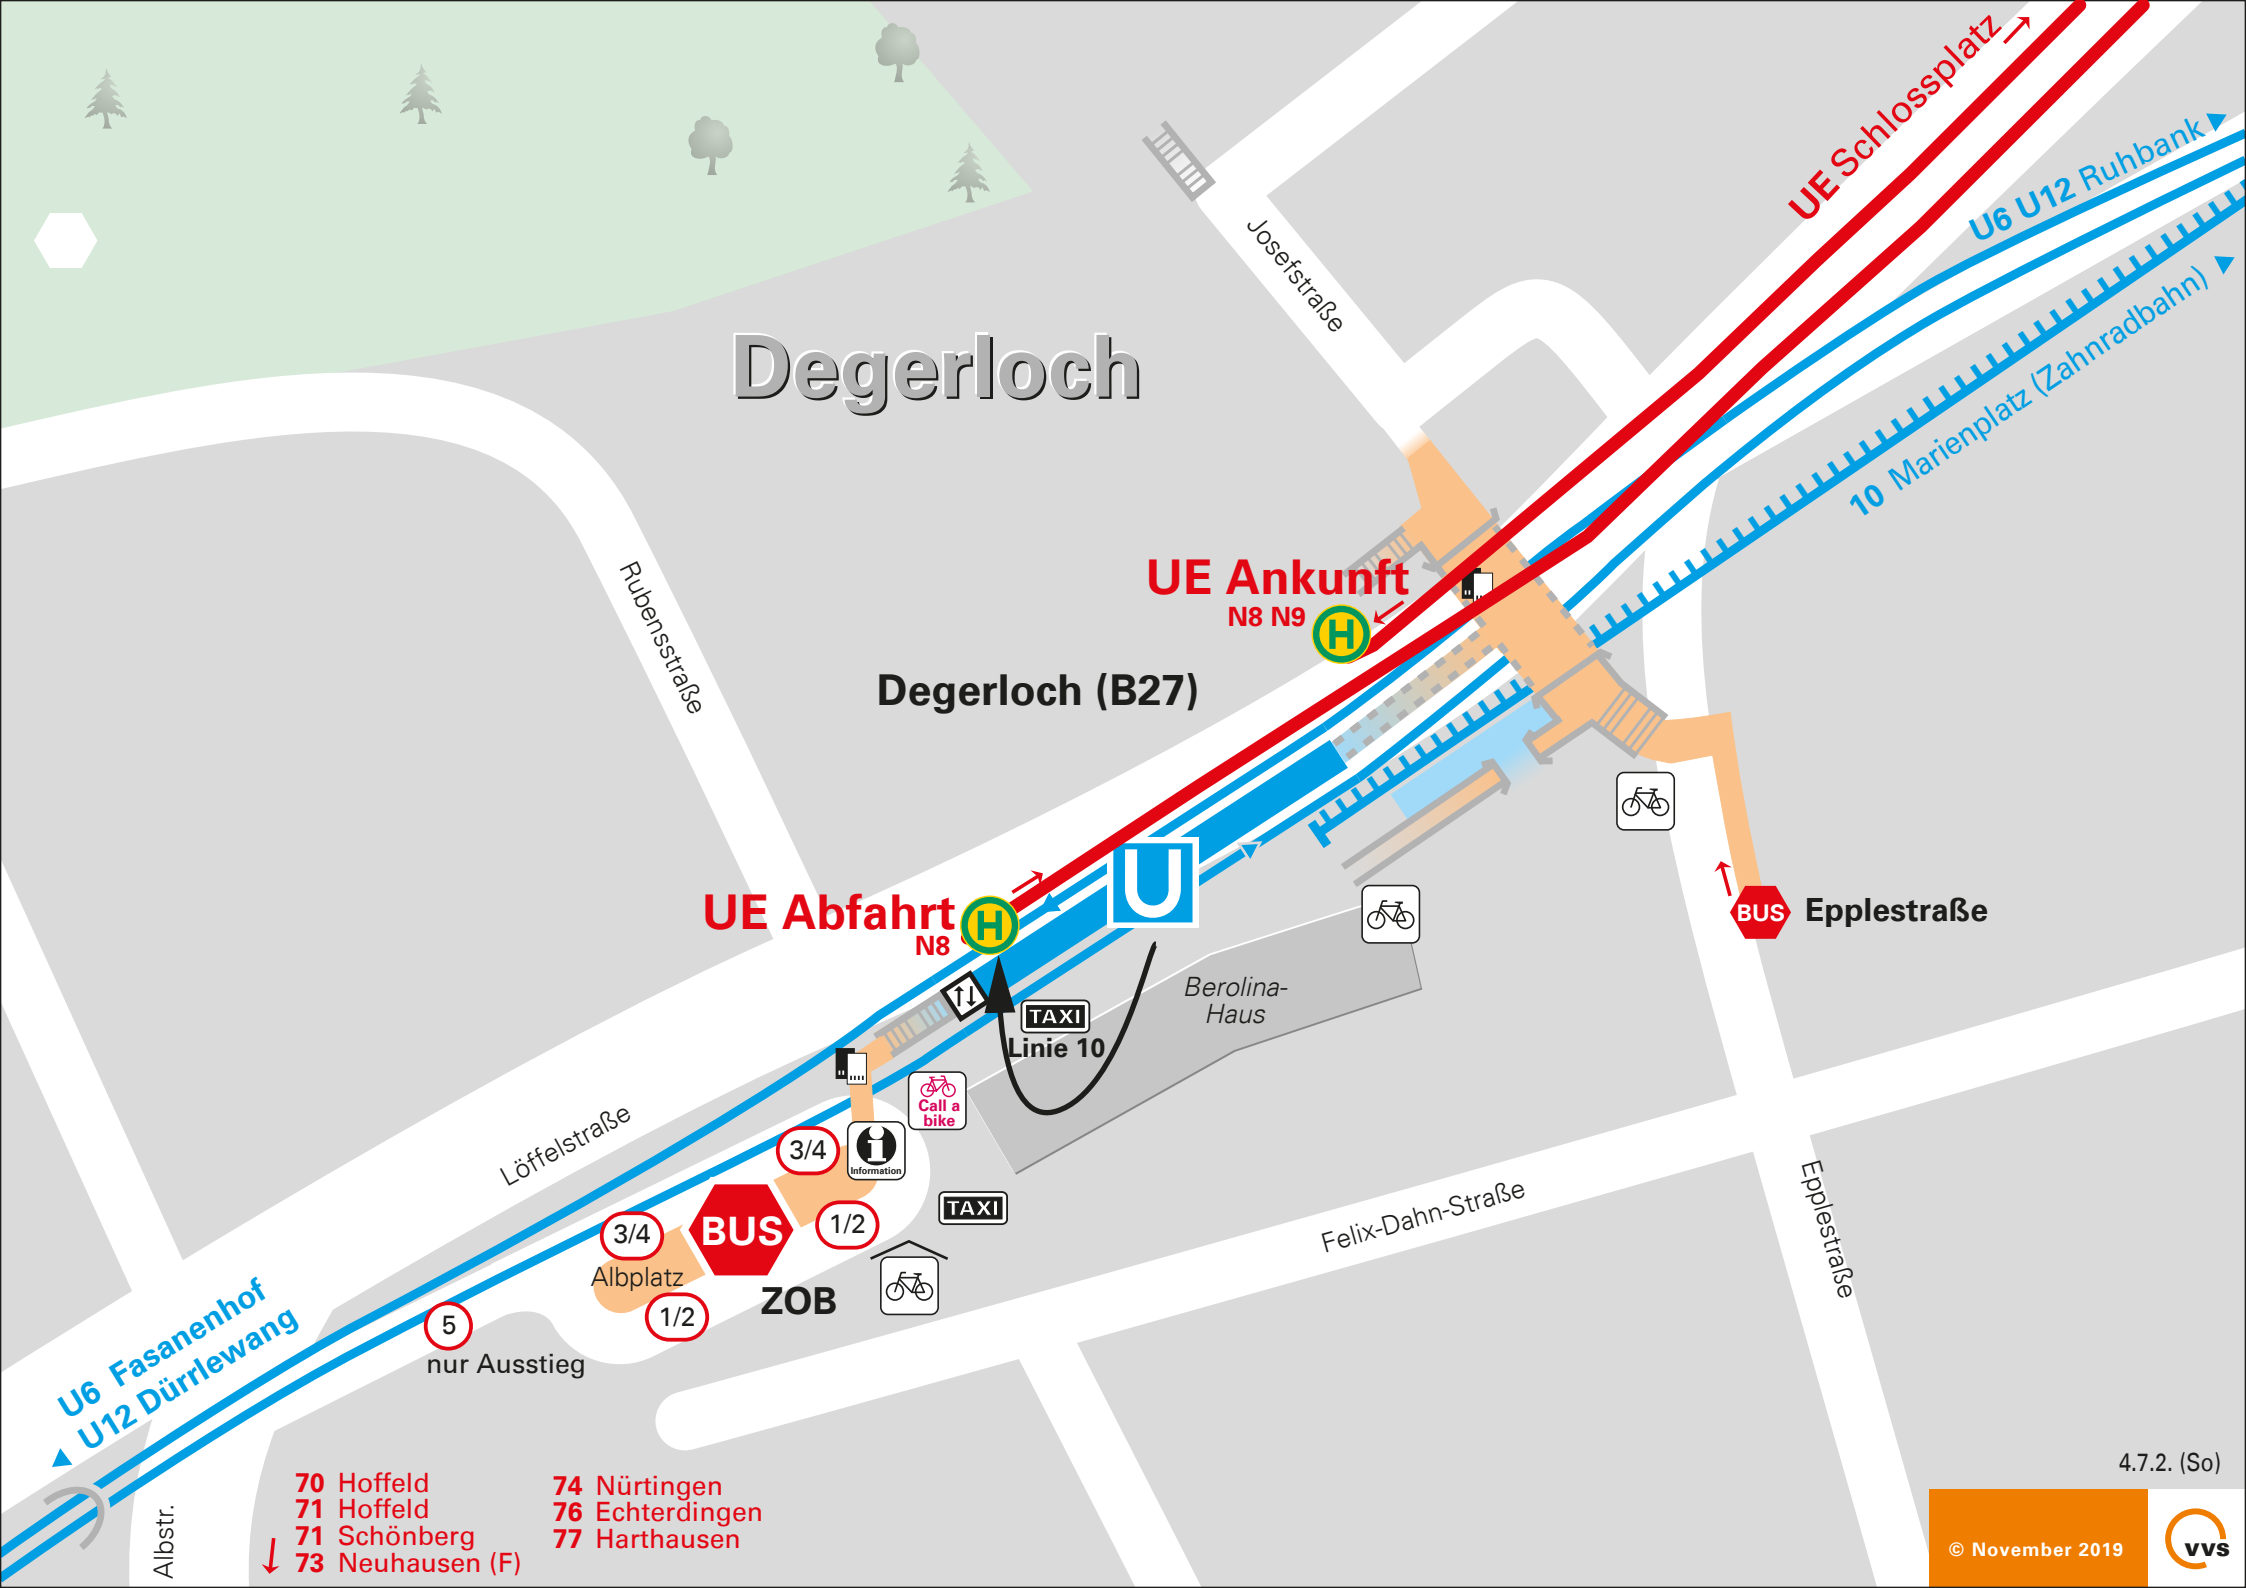 UE Schlossplatz
U6 U12 Ruhbank
10 Marienplatz (Zahnradbahn)
Josefstraße
Degerloch
Rubensstraße
UE Ankunft
N8 N9
H
Degerloch (B27)
UE Abfahrt
N8
H
U
BUS
Epplestraße
Berolina-
Haus
TAXI
Linie 10
Call a
bike
Löffelstraße
3/4
i
Information
TAXI
1/2
3/4
BUS
Albplatz
1/2
ZOB
5
nur Ausstieg
Felix-Dahn-Straße
Epplestraße
U6 Fasanenhof
U12 Dürrlewang
Albstr.
70 Hoffeld
71 Hoffeld
71 Schönberg
73 Neuhausen (F)
74 Nürtingen
76 Echterdingen
77 Harthausen
4.7.2. (So)
© November 2019
vvs